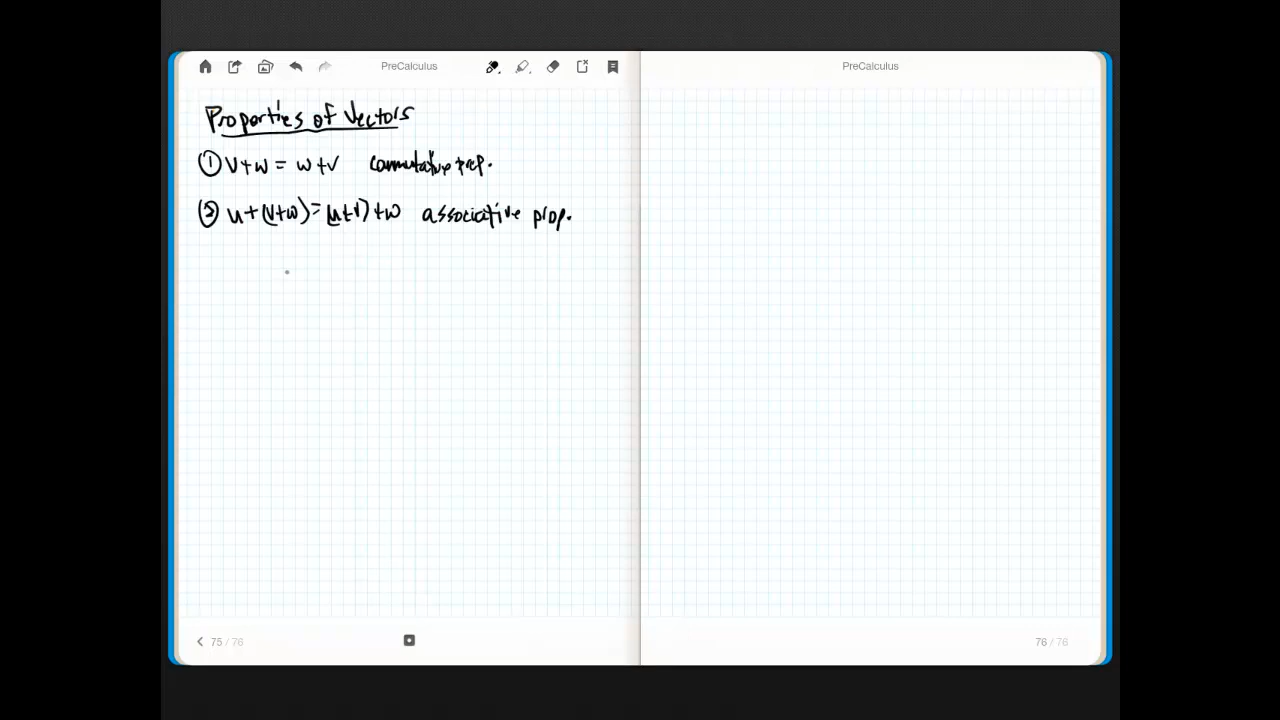 PreCalculus
Properties of Vectors
① v+w = w+v commutative prop.
② u+(v+w)=(u+v)+w associative prop.
75 / 76
PreCalculus
76 / 76